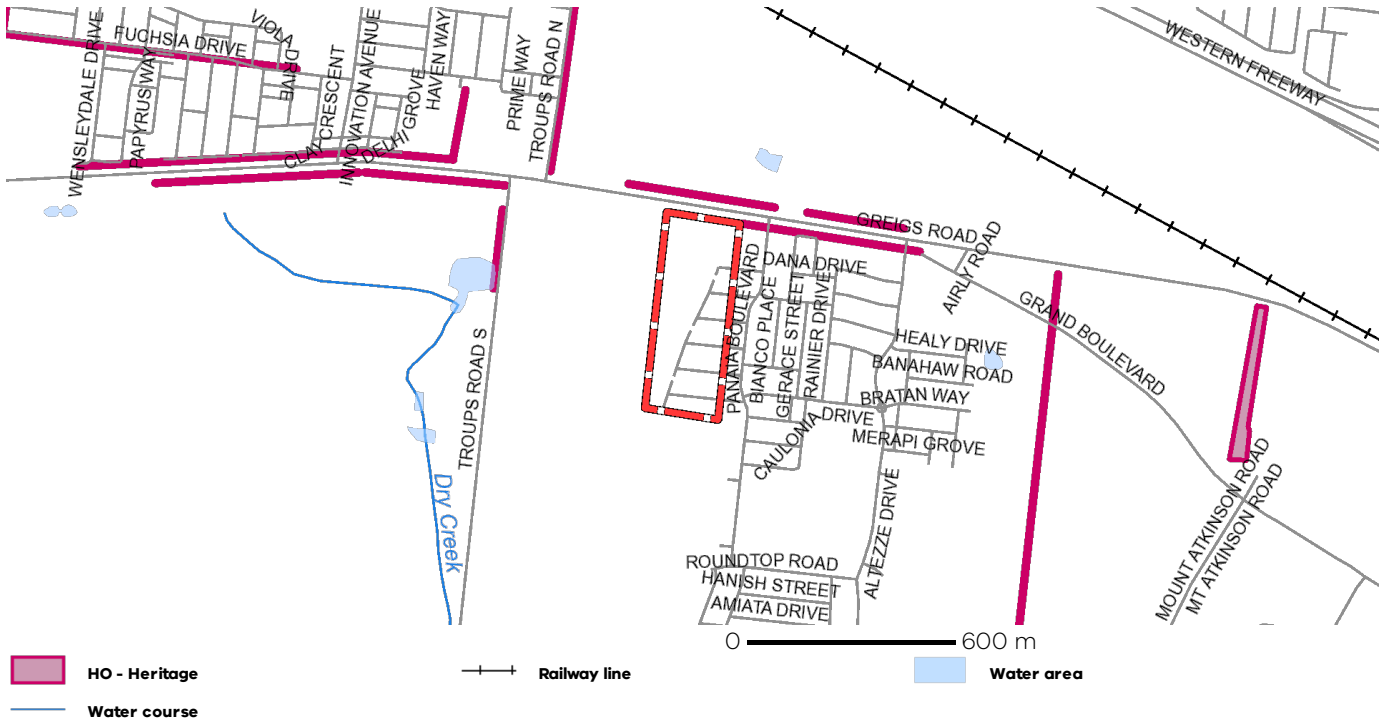 VIOLA DRIVE
FUCHSIA DRIVE
WENSLEYDALE DRIVE
PAPYRUS WAY
CLAY CRESCENT
INNOVATION AVENUE
DELHI GROVE
HAVEN WAY
PRIME WAY
TROUPS ROAD N
WESTERN FREEWAY
GREIGS ROAD
AIRLY ROAD
DANA DRIVE
PANAIA BOULEVARD
BIANCO PLACE
GERACE STREET
RAINIER DRIVE
GRAND BOULEVARD
HEALY DRIVE
BANAHAW ROAD
BRATAN WAY
MERAPI GROVE
CAULONIA DRIVE
TROUPS ROAD S
Dry Creek
ALTEZZE DRIVE
MOUNT ATKINSON ROAD
MT ATKINSON ROAD
ROUNDTOP ROAD
HANISH STREET
AMIATA DRIVE
0 600 m
HO - Heritage
Railway line
Water area
Water course